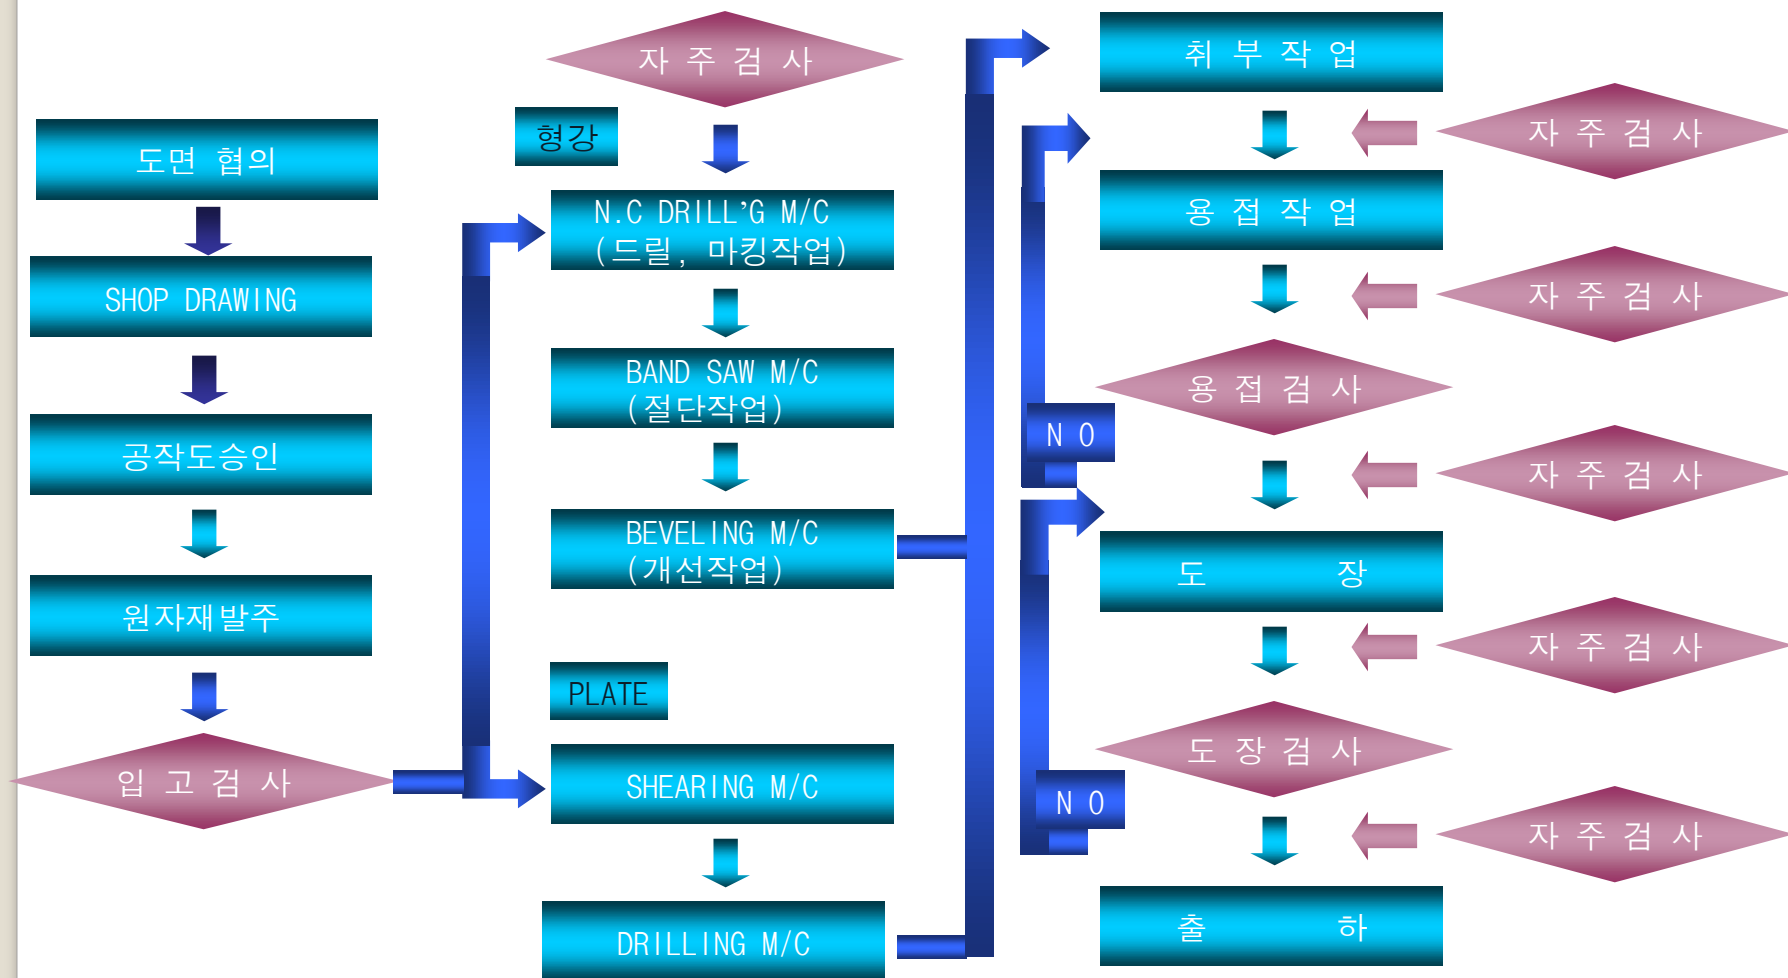 도면 협의
SHOP DRAWING
공작도승인
원자재발주
입 고 검 사
자 주 검 사
형강
N.C DRILL’G M/C
(드릴, 마킹작업)
BAND SAW M/C
(절단작업)
BEVELING M/C
(개선작업)
PLATE
SHEARING M/C
DRILLING M/C
취 부 작 업
자 주 검 사
용 접 작 업
자 주 검 사
용 접 검 사
N O
자 주 검 사
도 장
자 주 검 사
도 장 검 사
N O
자 주 검 사
출 하